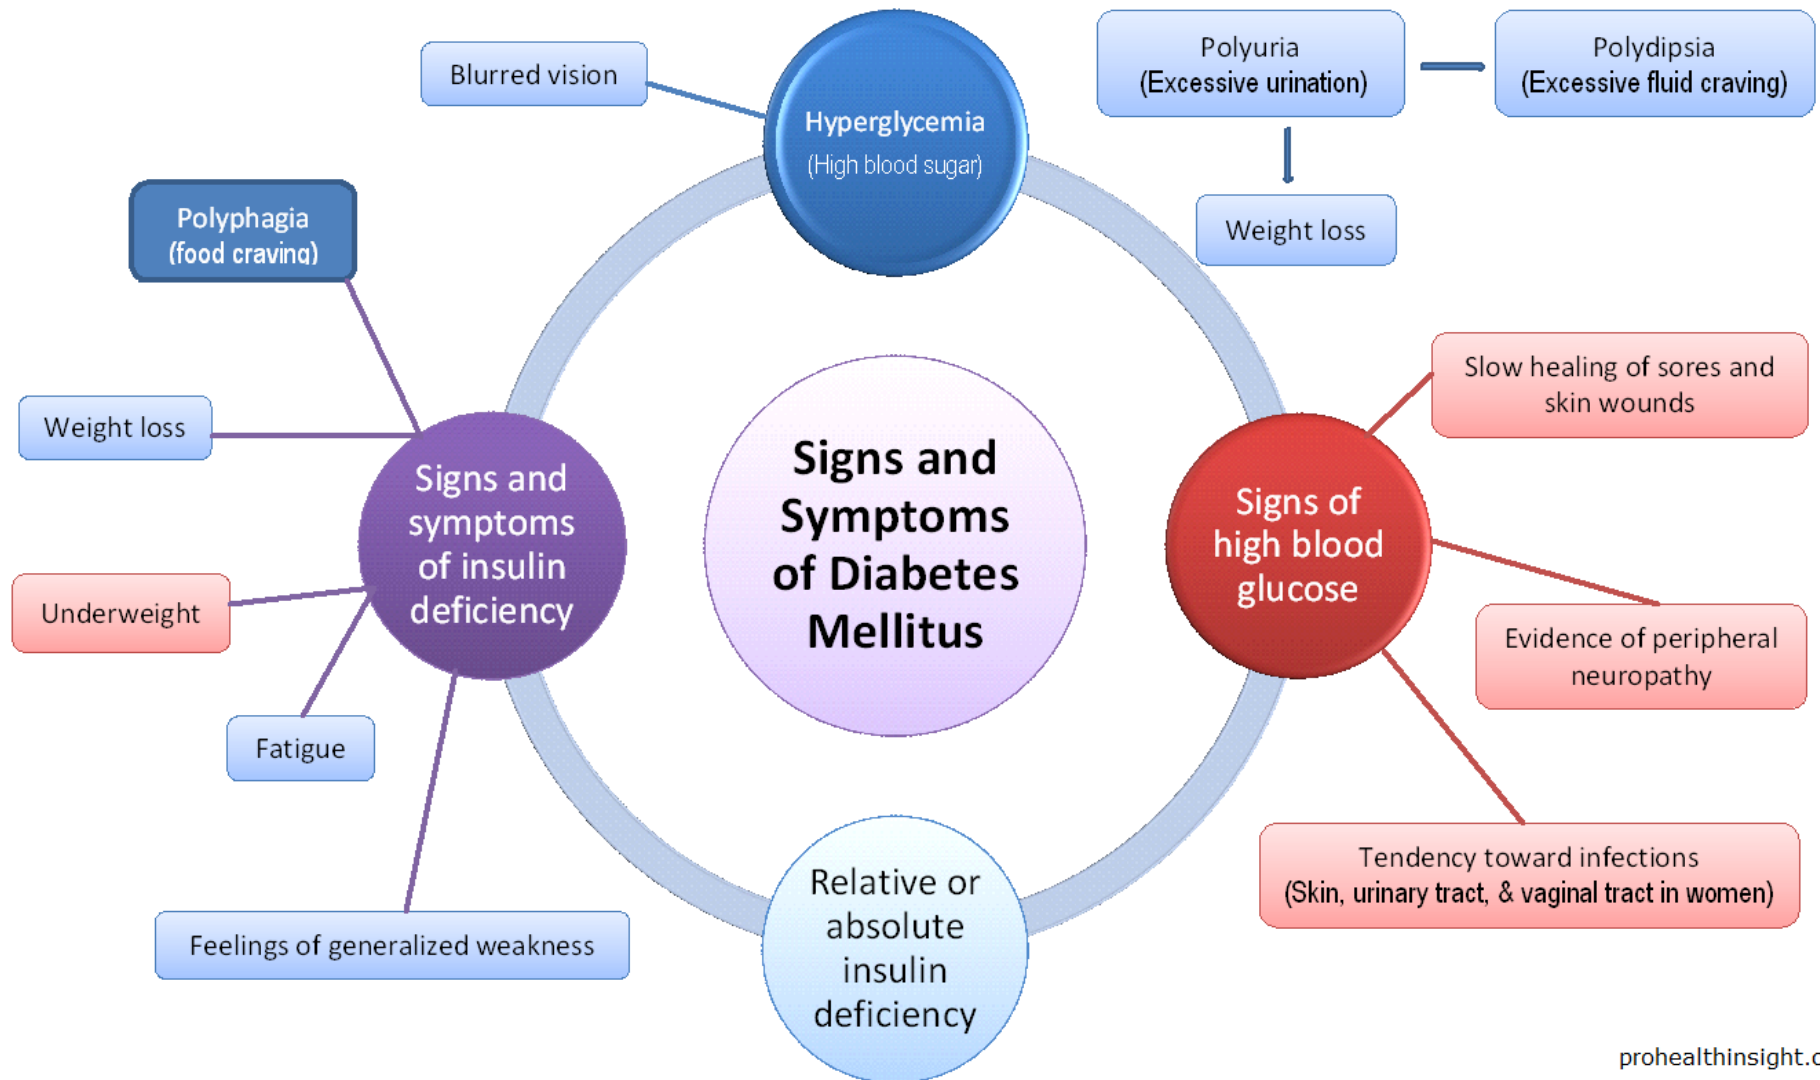 Blurred vision
Hyperglycemia
(High blood sugar)
Polyuria
(Excessive urination)
Polydipsia
(Excessive fluid craving)
Weight loss
Polyphagia
(food craving)
Weight loss
Signs and
symptoms
of insulin
deficiency
Underweight
Fatigue
Feelings of generalized weakness
Signs and
Symptoms
of Diabetes
Mellitus
Signs of
high blood
glucose
Slow healing of sores and
skin wounds
Evidence of peripheral
neuropathy
Tendency toward infections
(Skin, urinary tract, & vaginal tract in women)
Relative or
absolute
insulin
deficiency
prohealthinsight.c